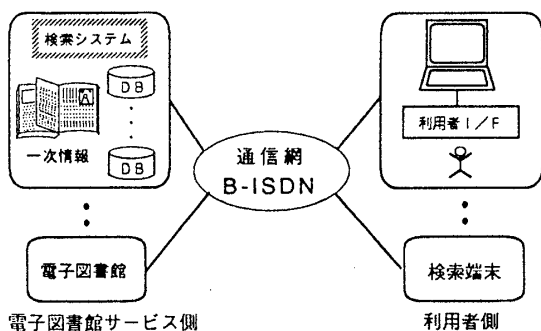 検索システム
DB
A
一次情報
DB
電子図書館
電子図書館サービス側
通信網
B-ISDN
利用者I/F
検索端末
利用者側